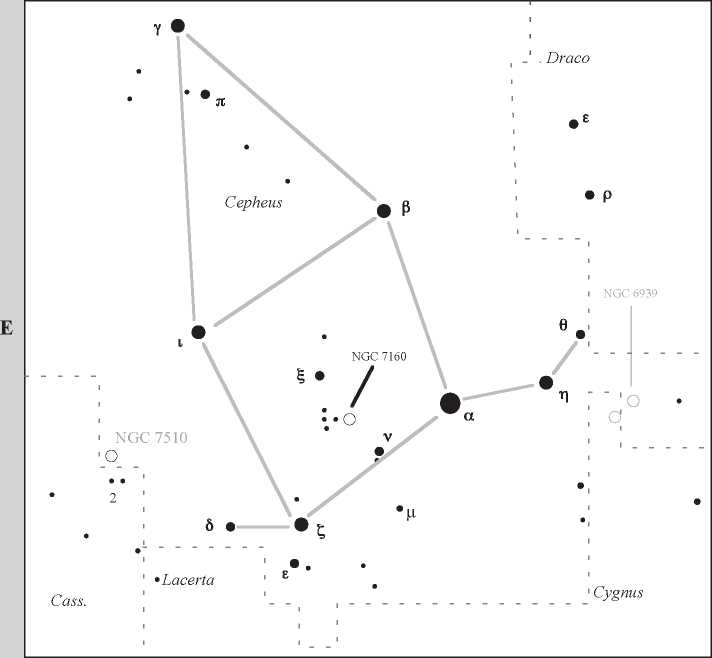 γ
Draco
π
ε
ρ
Cepheus
β
NGC 6939
E
θ
ι
NGC 7160
ξ
η
α
NGC 7510
ν
2
μ
δ
ζ
ε
Lacerta
Cass.
Cygnus